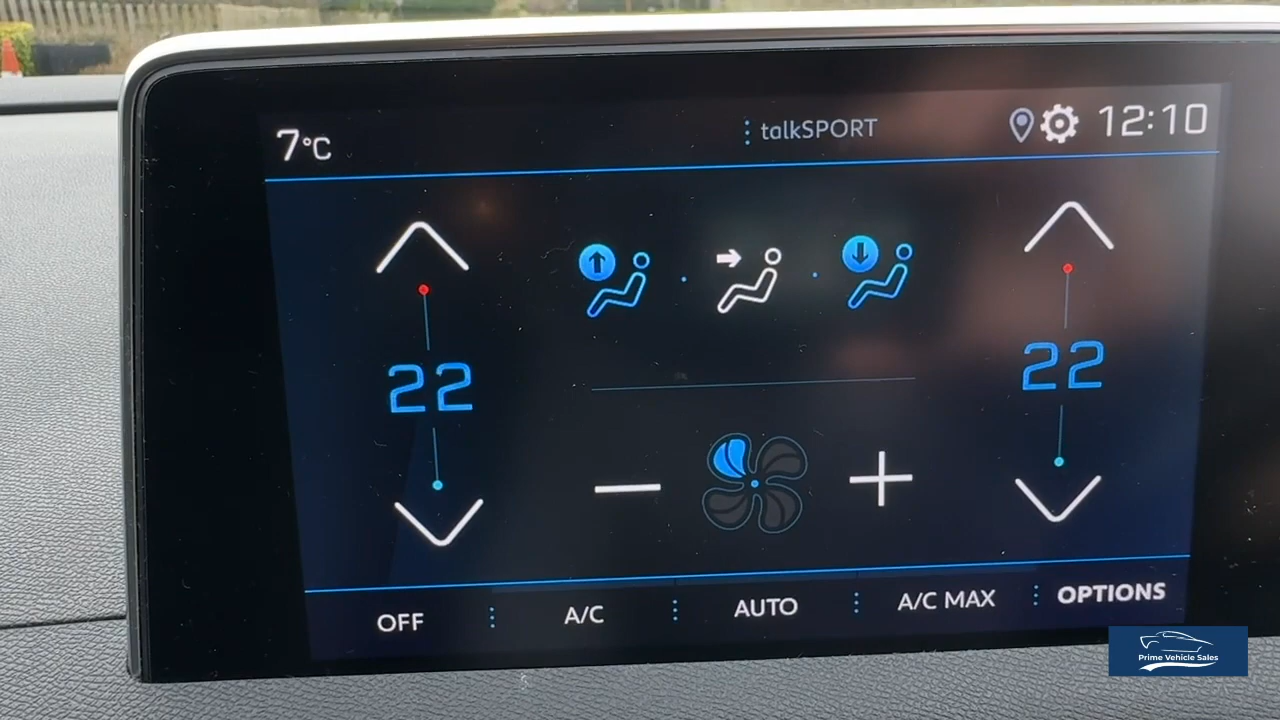 7°C
talkSPORT
12:10
22
22
OFF
A/C
AUTO
A/C MAX
OPTIONS
Prime Vehicle Sales